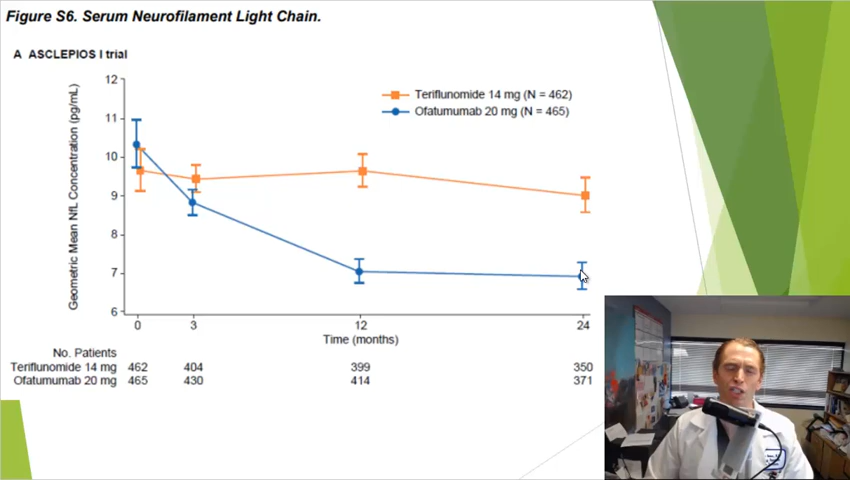 Figure S6. Serum Neurofilament Light Chain.
A ASCLEPIOS I trial
Geometric Mean NfL Concentration (pg/mL)
12
11
10
9
8
7
6
Teriflunomide 14 mg (N = 462)
Ofatumumab 20 mg (N = 465)
0 3 12 24
Time (months)
No. Patients
Teriflunomide 14 mg 462 404 399 350
Ofatumumab 20 mg 465 430 414 371